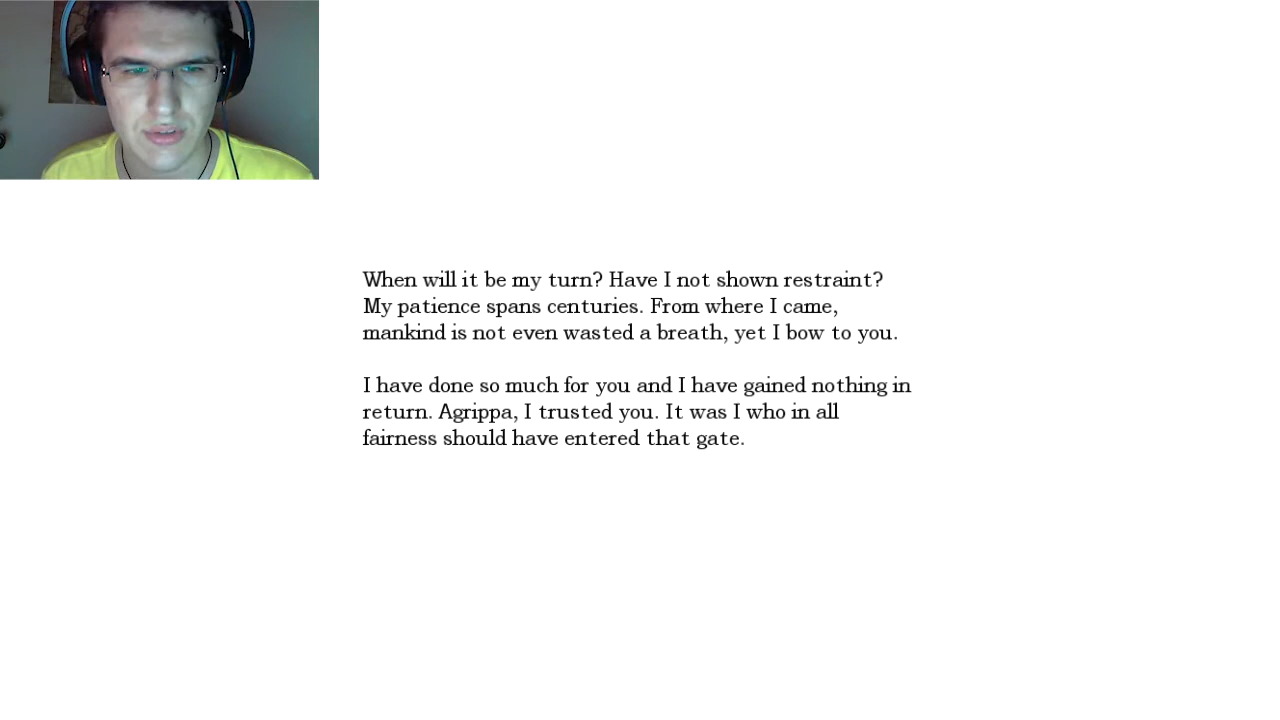 When will it be my turn? Have I not shown restraint?
My patience spans centuries. From where I came,
mankind is not even wasted a breath, yet I bow to you.
I have done so much for you and I have gained nothing in
return. Agrippa, I trusted you. It was I who in all
fairness should have entered that gate.